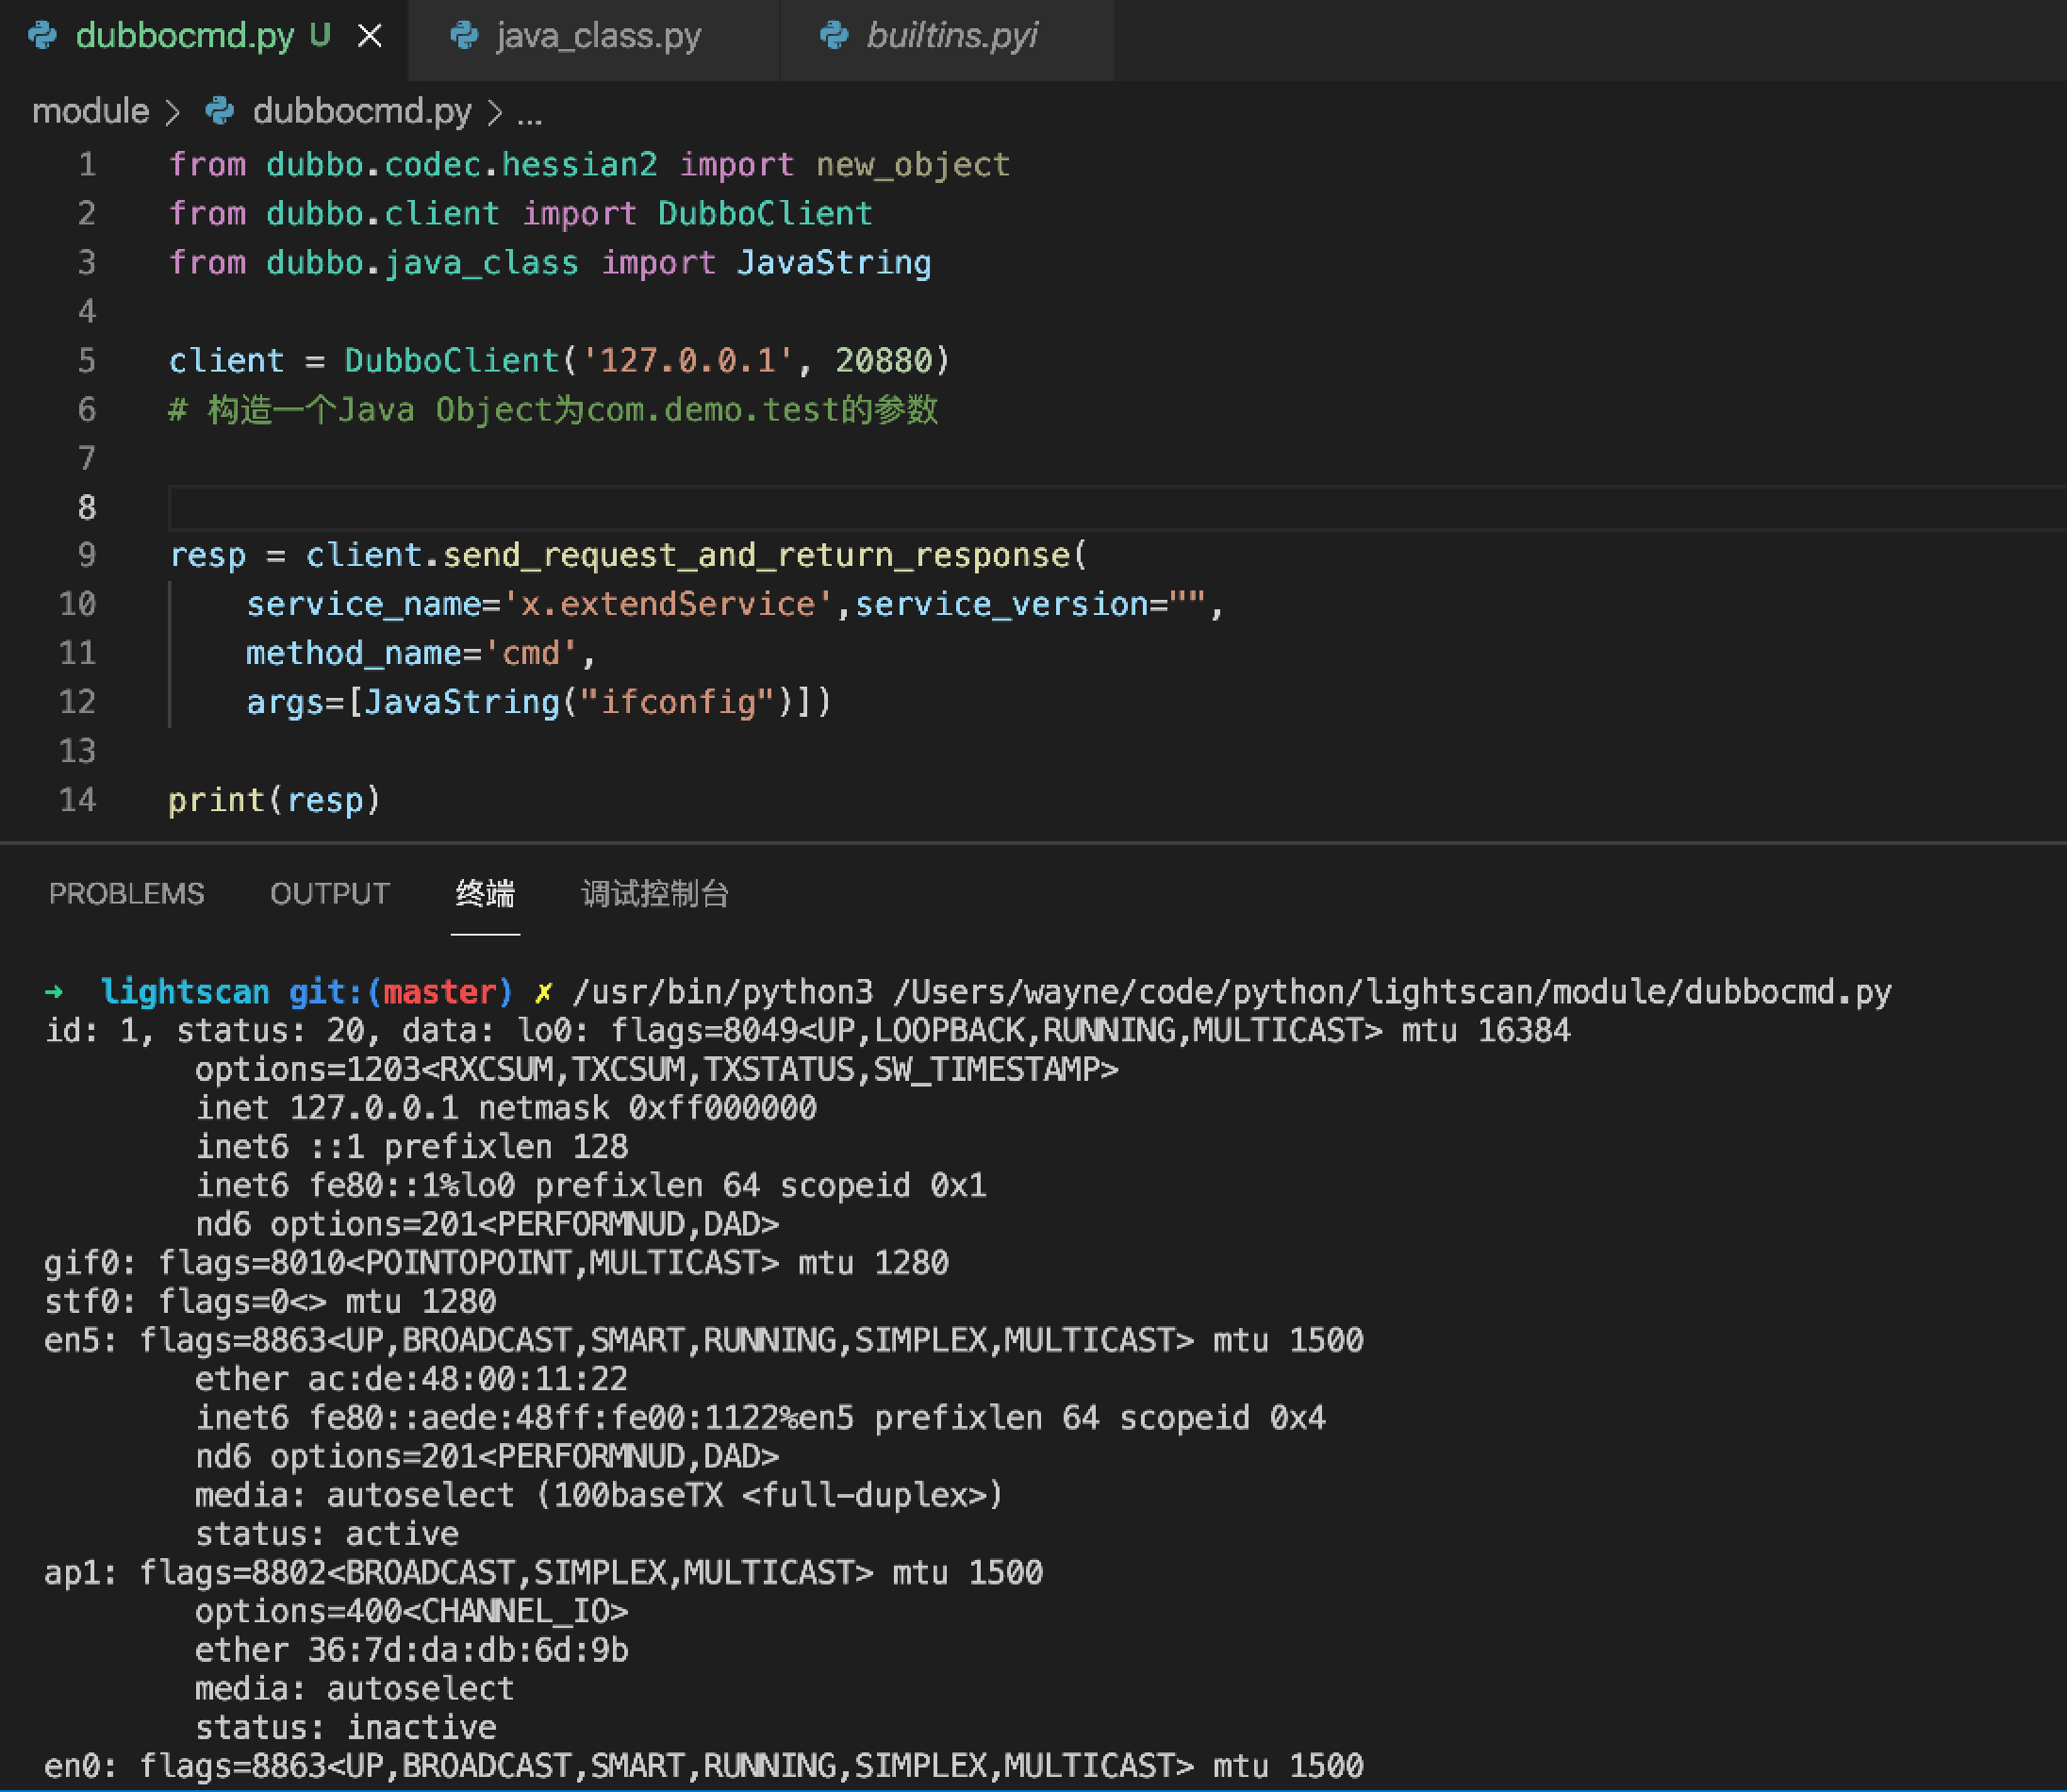 dubbocmd.py U
java_class.py
builtins.pyi
module > dubbocmd.py > ...
1 from dubbo.codec.hessian2 import new_object
2 from dubbo.client import DubboClient
3 from dubbo.java_class import JavaString
4
5 client = DubboClient('127.0.0.1', 20880)
6 # 构造一个Java Object为com.demo.test的参数
7
8
9 resp = client.send_request_and_return_response(
10     service_name='x.extendService',service_version="",
11     method_name='cmd',
12     args=[JavaString("ifconfig")])
13
14 print(resp)
PROBLEMS OUTPUT 终端 调试控制台
➜ lightscan git:(master) ✗ /usr/bin/python3 /Users/wayne/code/python/lightscan/module/dubbocmd.py
id: 1, status: 20, data: lo0: flags=8049<UP,LOOPBACK,RUNNING,MULTICAST> mtu 16384
        options=1203<RXCSUM,TXCSUM,TXSTATUS,SW_TIMESTAMP>
        inet 127.0.0.1 netmask 0xff000000
        inet6 ::1 prefixlen 128
        inet6 fe80::1%lo0 prefixlen 64 scopeid 0x1
        nd6 options=201<PERFORMNUD,DAD>
gif0: flags=8010<POINTOPOINT,MULTICAST> mtu 1280
stf0: flags=0<> mtu 1280
en5: flags=8863<UP,BROADCAST,SMART,RUNNING,SIMPLEX,MULTICAST> mtu 1500
        ether ac:de:48:00:11:22
        inet6 fe80::aede:48ff:fe00:1122%en5 prefixlen 64 scopeid 0x4
        nd6 options=201<PERFORMNUD,DAD>
        media: autoselect (100baseTX <full-duplex>)
        status: active
ap1: flags=8802<BROADCAST,SIMPLEX,MULTICAST> mtu 1500
        options=400<CHANNEL_IO>
        ether 36:7d:da:db:6d:9b
        media: autoselect
        status: inactive
en0: flags=8863<UP,BROADCAST,SMART,RUNNING,SIMPLEX,MULTICAST> mtu 1500